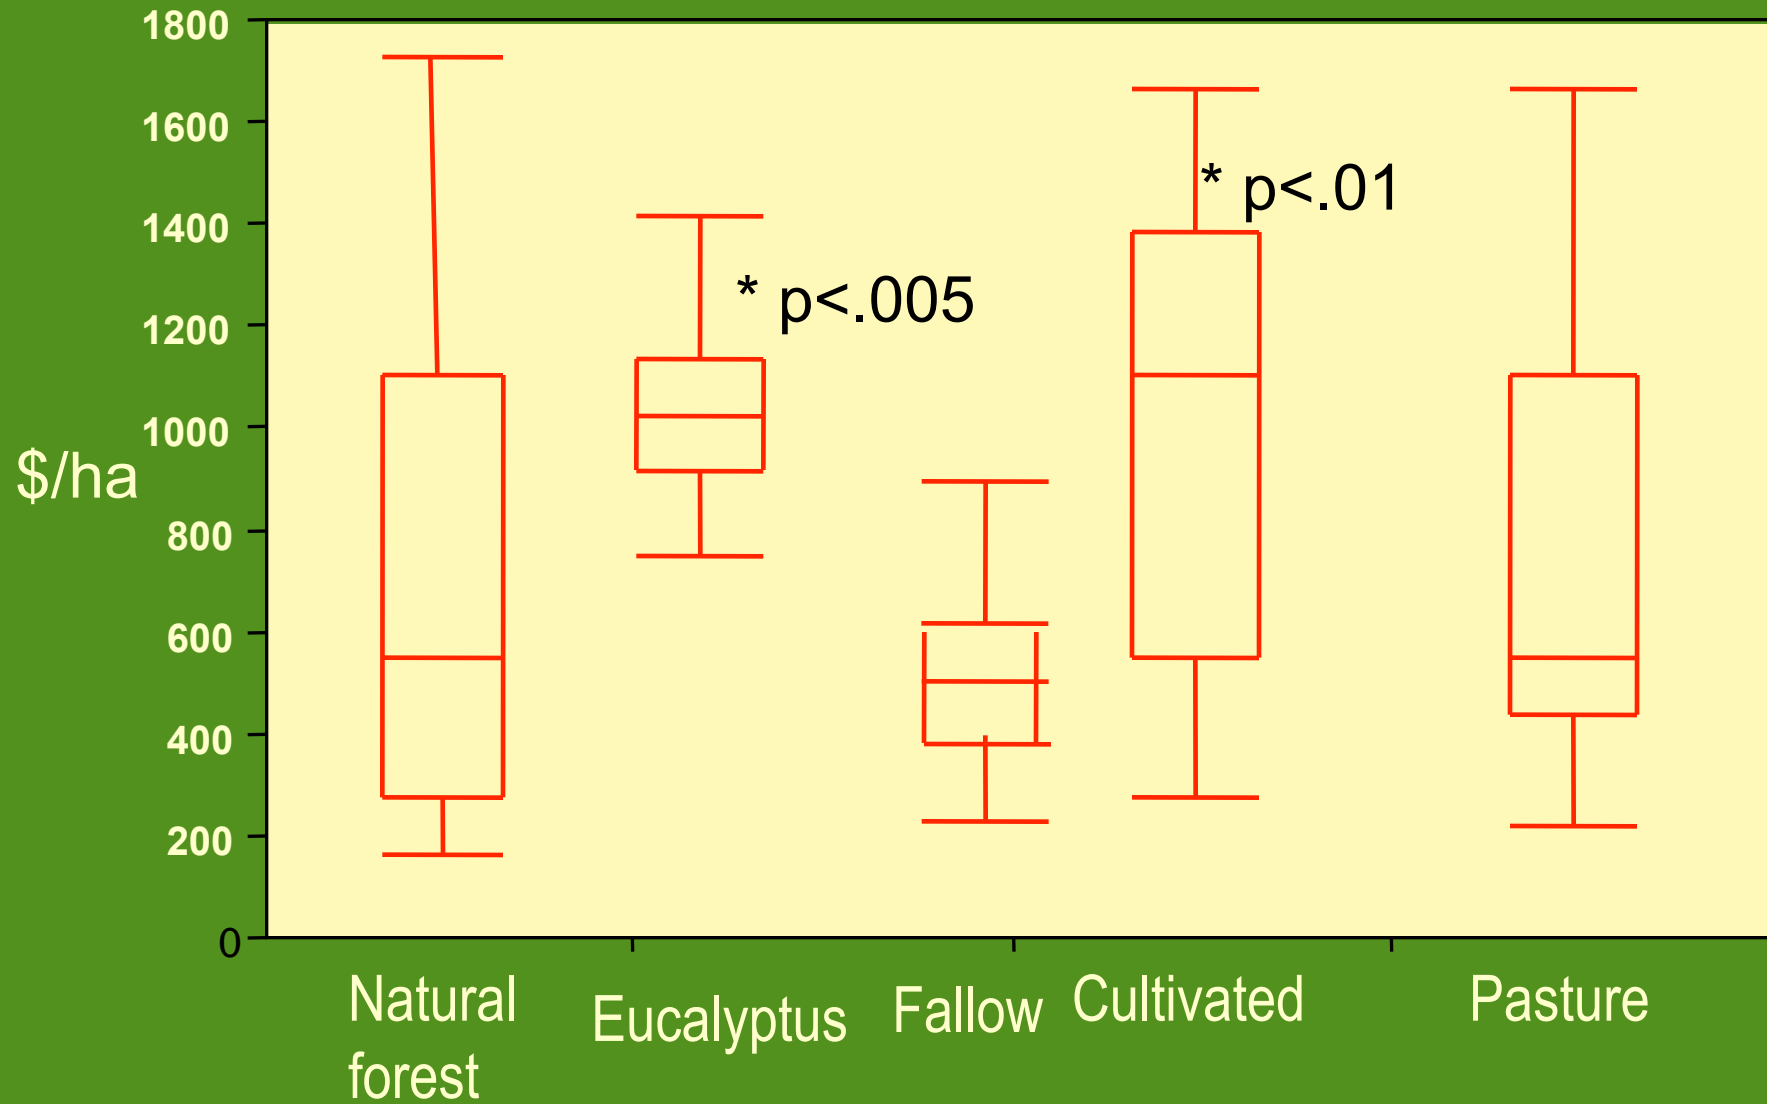 1800
1600
* p<.01
1400
* p<.005
1200
1000
$/ha
800
600
400
200
0
Natural
forest
Eucalyptus
Fallow
Cultivated
Pasture